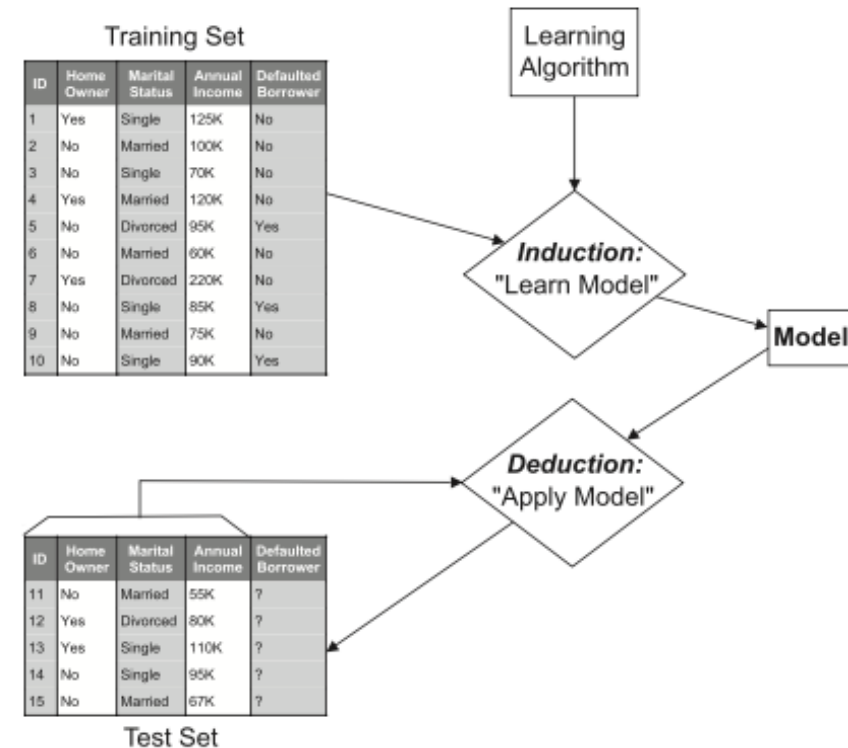 Training Set
ID Home Owner Marital Status Annual Income Defaulted Borrower
1 Yes Single 125K No
2 No Married 100K No
3 No Single 70K No
4 Yes Married 120K No
5 No Divorced 95K Yes
6 No Married 60K No
7 Yes Divorced 220K No
8 No Single 85K Yes
9 No Married 75K No
10 No Single 90K Yes
Learning
Algorithm
Induction:
"Learn Model"
Model
Deduction:
"Apply Model"
ID Home Owner Marital Status Annual Income Defaulted Borrower
11 No Married 55K ?
12 Yes Divorced 80K ?
13 Yes Single 110K ?
14 No Single 95K ?
15 No Married 67K ?
Test Set